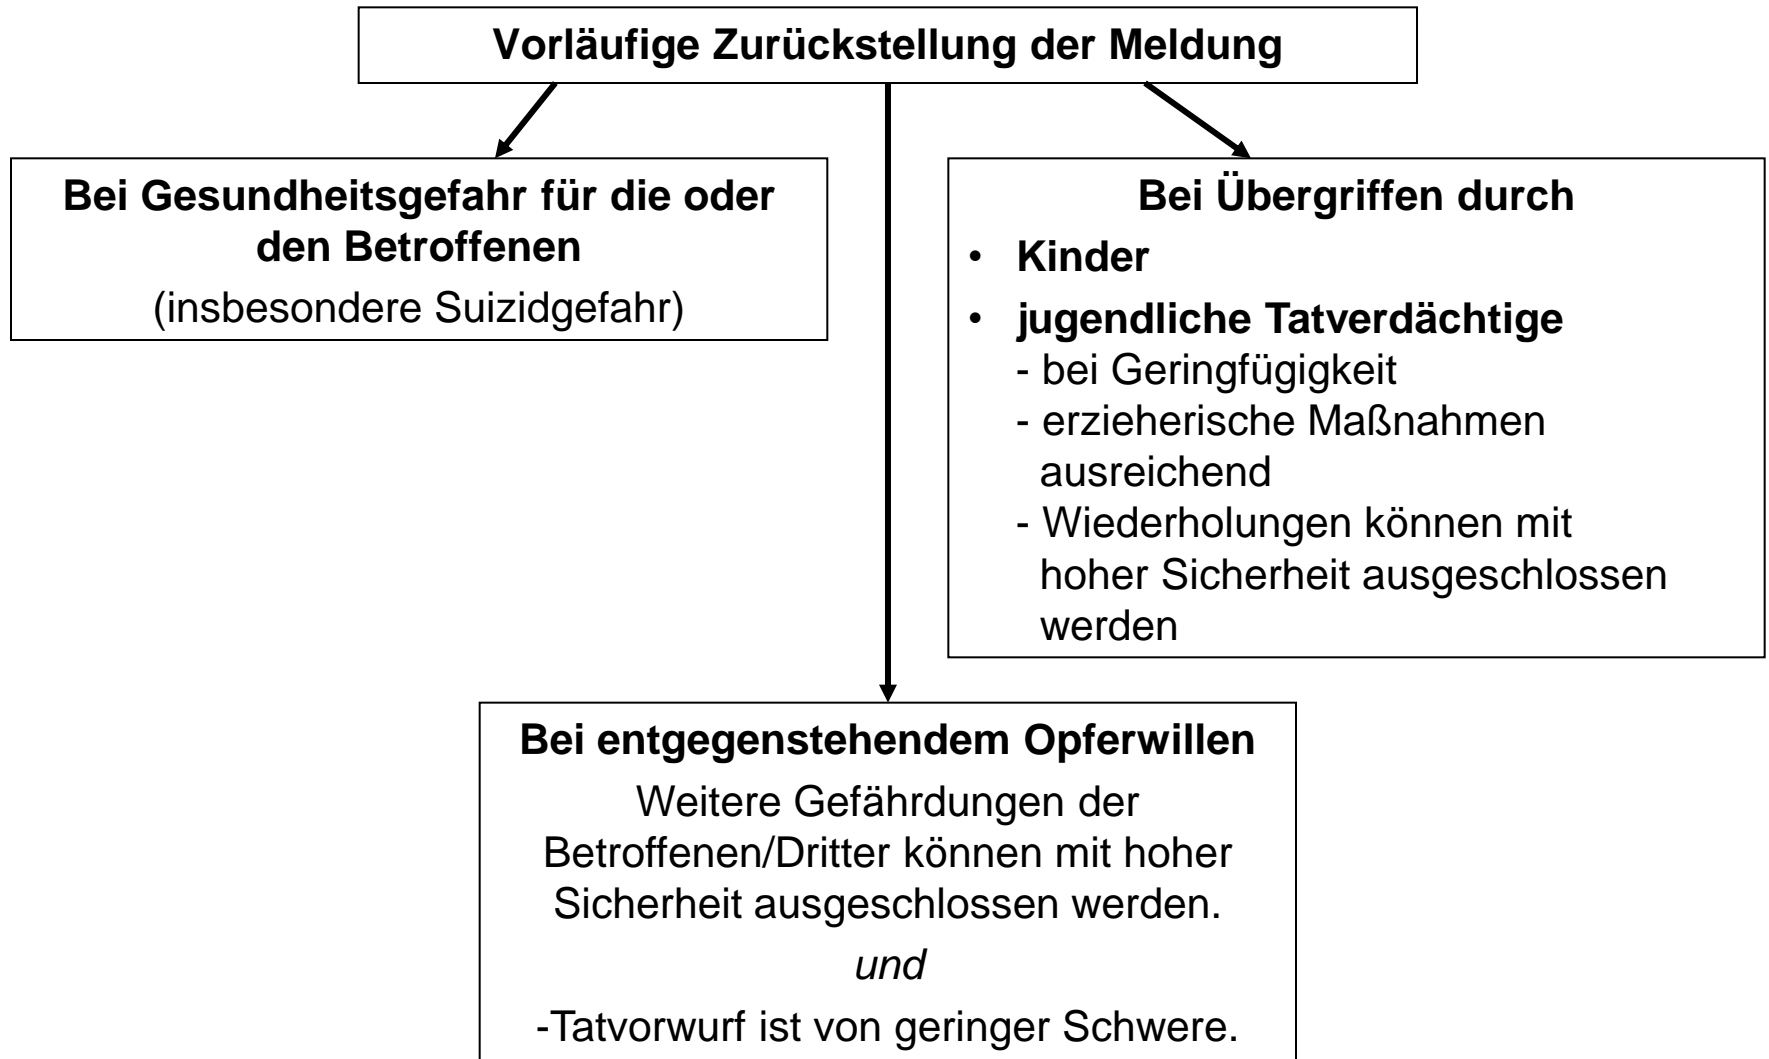 Vorläufige Zurückstellung der Meldung
Bei Gesundheitsgefahr für die oder
den Betroffenen
(insbesondere Suizidgefahr)
Bei Übergriffen durch
• Kinder
• jugendliche Tatverdächtige
- bei Geringfügigkeit
- erzieherische Maßnahmen
ausreichend
- Wiederholungen können mit
hoher Sicherheit ausgeschlossen
werden
Bei entgegenstehendem Opferwillen
Weitere Gefährdungen der
Betroffenen/Dritter können mit hoher
Sicherheit ausgeschlossen werden.
und
-Tatvorwurf ist von geringer Schwere.